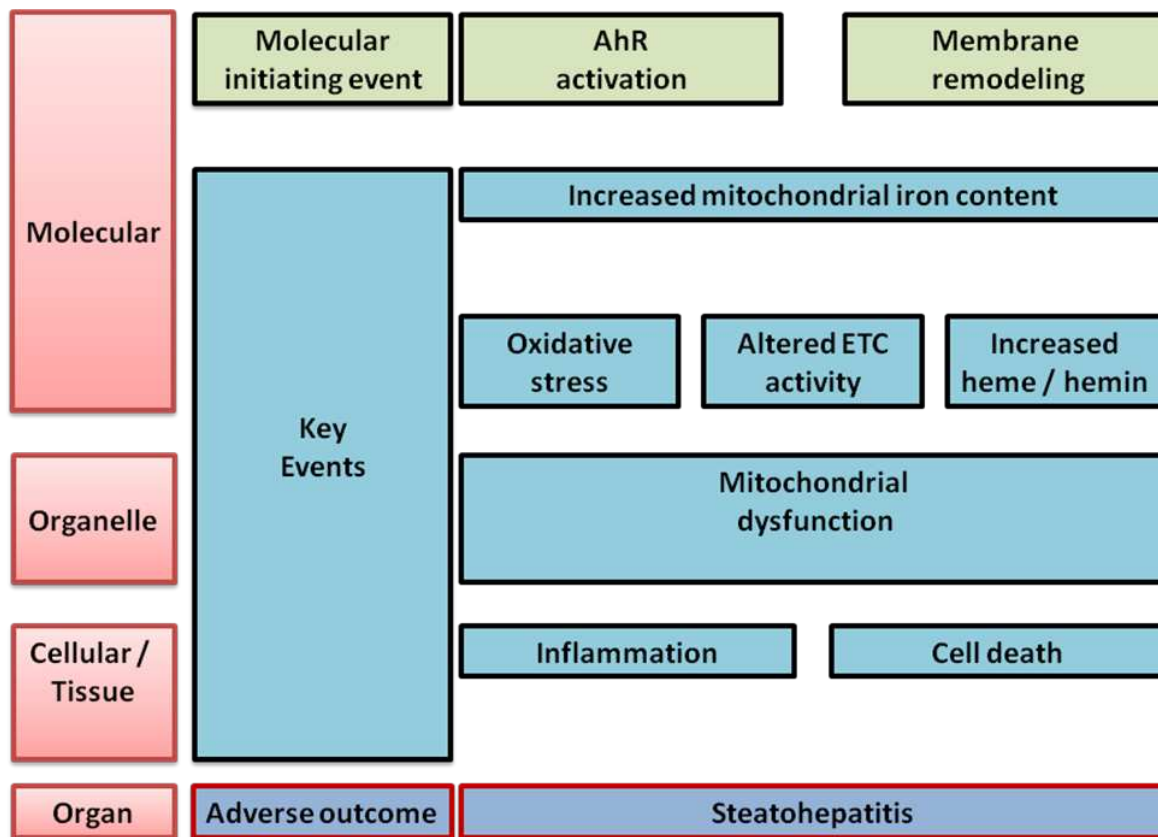 Molecular
initiating event
AhR
activation
Membrane
remodeling
Molecular
Increased mitochondrial iron content
Oxidative
stress
Altered ETC
activity
Increased
heme / hemin
Key
Events
Organelle
Mitochondrial
dysfunction
Cellular /
Tissue
Inflammation
Cell death
Organ
Adverse outcome
Steatohepatitis